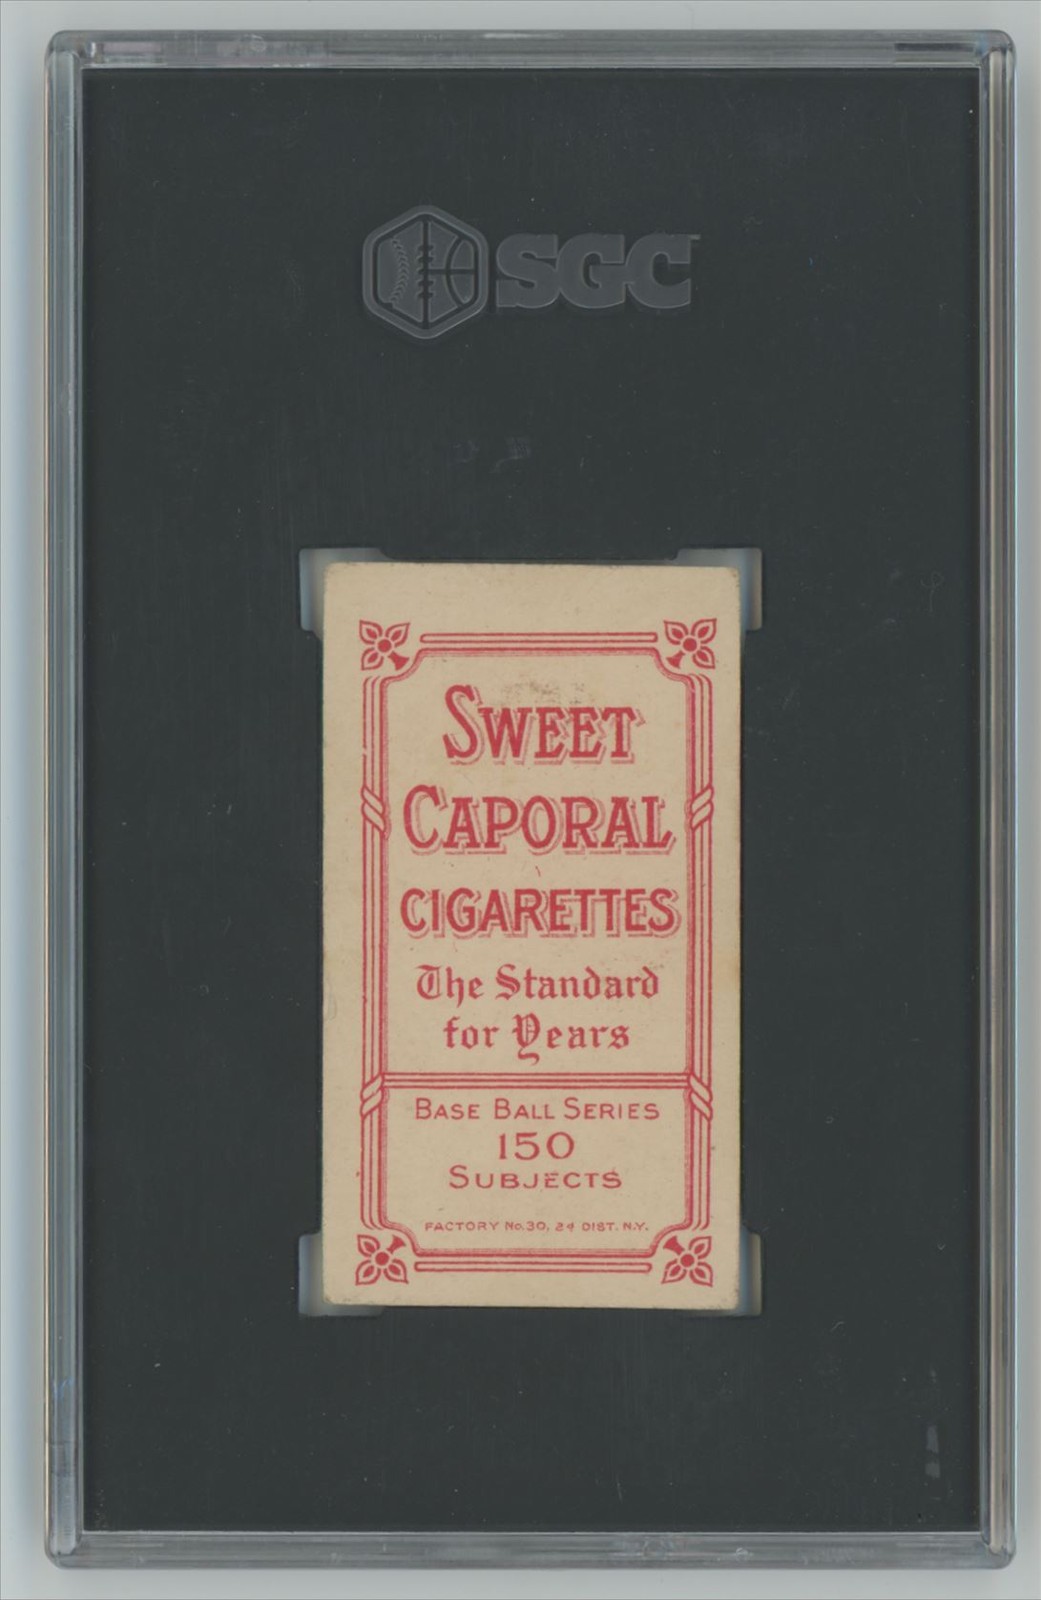 SGC
SWEET
CAPORAL
CIGARETTES
The Standard
for Years
BASE BALL SERIES
150
SUBJECTS
FACTORY No. 30, 2d DIST. N.Y.